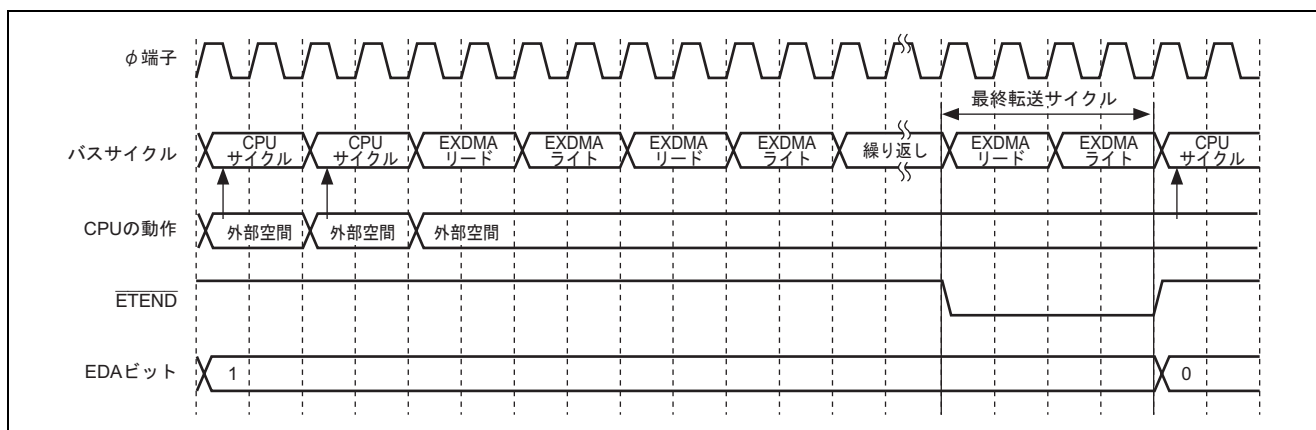 φ端子
最終転送サイクル
バスサイクル
CPU
サイクル
CPU
サイクル
EXDMA
リード
EXDMA
ライト
EXDMA
リード
EXDMA
ライト
繰り返し
EXDMA
リード
EXDMA
ライト
CPU
サイクル
CPUの動作
外部空間
外部空間
外部空間
ETEND
EDAビット
1
0